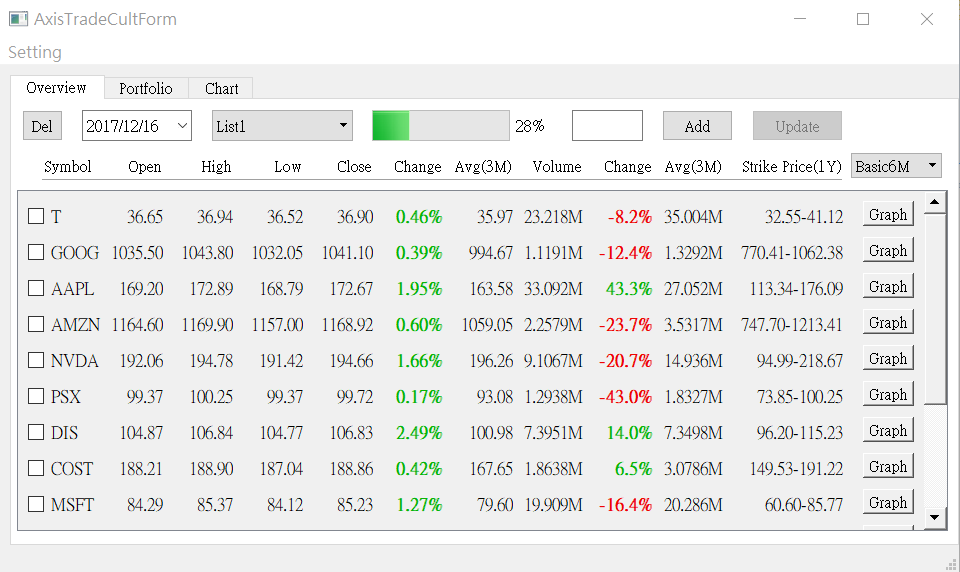 AxisTradeCultForm
Setting
Overview Portfolio Chart
Del 2017/12/16 List1 28% Add Update
Symbol Open High Low Close Change Avg(3M) Volume Change Avg(3M) Strike Price(1Y) Basic6M
T 36.65 36.94 36.52 36.90 0.46% 35.97 23.218M -8.2% 35.004M 32.55-41.12 Graph
GOOG 1035.50 1043.80 1032.05 1041.10 0.39% 994.67 1.1191M -12.4% 1.3292M 770.41-1062.38 Graph
AAPL 169.20 172.89 168.79 172.67 1.95% 163.58 33.092M 43.3% 27.052M 113.34-176.09 Graph
AMZN 1164.60 1169.90 1157.00 1168.92 0.60% 1059.05 2.2579M -23.7% 3.5317M 747.70-1213.41 Graph
NVDA 192.06 194.78 191.42 194.66 1.66% 196.26 9.1067M -20.7% 14.936M 94.99-218.67 Graph
PSX 99.37 100.25 99.37 99.72 0.17% 93.08 1.2938M -43.0% 1.8327M 73.85-100.25 Graph
DIS 104.87 106.84 104.77 106.83 2.49% 100.98 7.3951M 14.0% 7.3498M 96.20-115.23 Graph
COST 188.21 188.90 187.04 188.86 0.42% 167.65 1.8638M 6.5% 3.0786M 149.53-191.22 Graph
MSFT 84.29 85.37 84.12 85.23 1.27% 79.60 19.909M -16.4% 20.286M 60.60-85.77 Graph